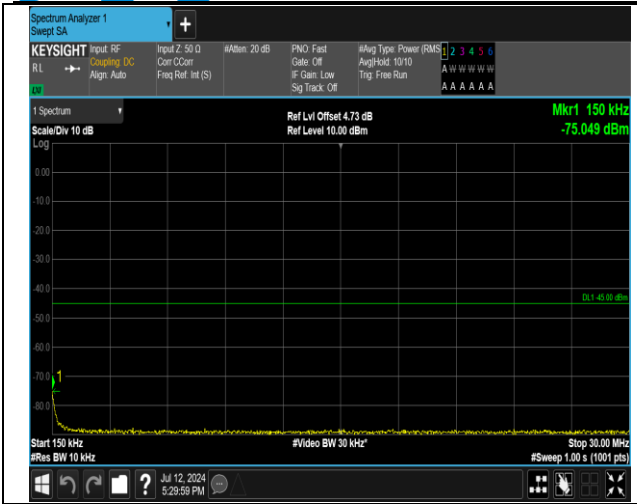 Spectrum Analyzer 1
Swept SA
+
KEYSIGHT
RL
LXI
Input: RF
Coupling: DC
Align: Auto
Input Z: 50 Ω
Corr CCorr
Freq Ref: Int (S)
#Atten: 20 dB
PNO: Fast
Gate: Off
IF Gain: Low
Sig Track: Off
#Avg Type: Power (RMS
Avg|Hold: 10/10
Trig: Free Run
1 2 3 4 5 6
A W W W W W
A A A A A A
1 Spectrum
Scale/Div 10 dB
Log
Ref Lvl Offset 4.73 dB
Ref Level 10.00 dBm
Mkr1 150 kHz
-75.049 dBm
0.00
-10.0
-20.0
-30.0
-40.0
DL1 -45.00 dBm
-50.0
-60.0
-70.0
1
-80.0
Start 150 kHz
#Video BW 30 kHz*
Stop 30.00 MHz
#Res BW 10 kHz
#Sweep 1.00 s (1001 pts)
?
Jul 12, 2024
5:29:59 PM